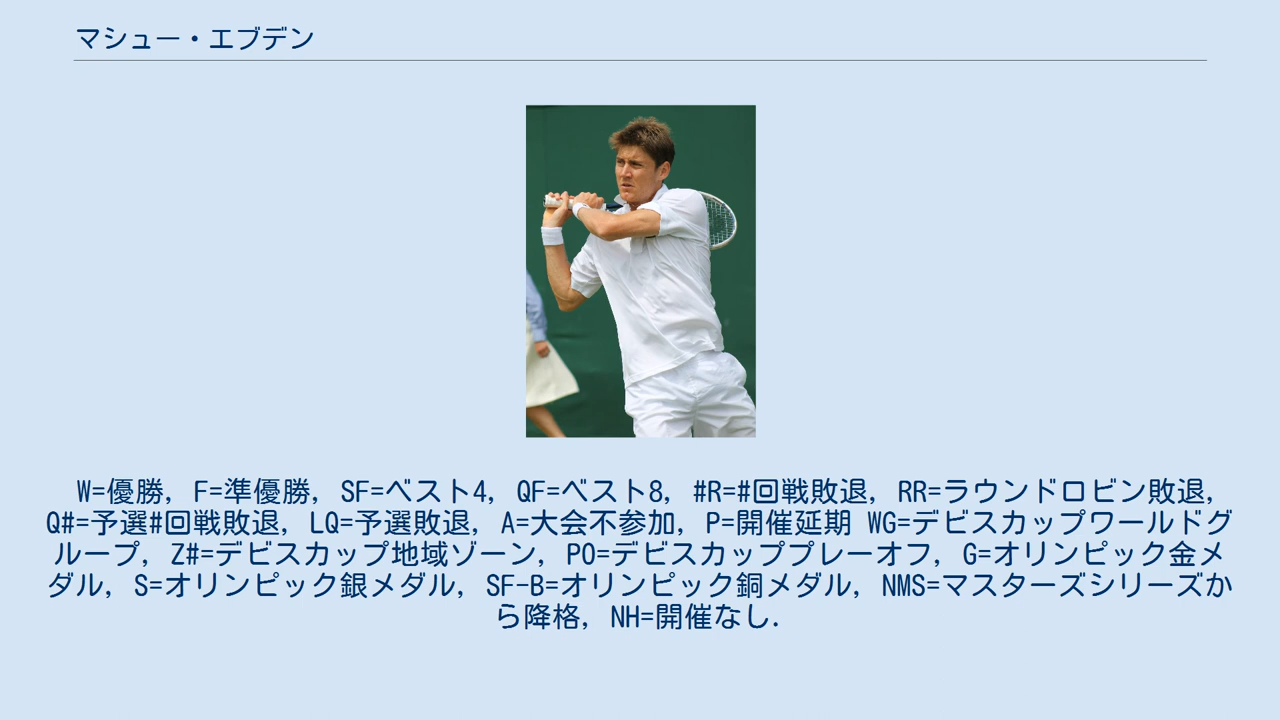 マシュー・エブデン
W=優勝, F=準優勝, SF=ベスト4, QF=ベスト8, #R=#回戦敗退, RR=ラウンドロビン敗退,
Q#=予選#回戦敗退, LQ=予選敗退, A=大会不参加, P=開催延期 WG=デビスカップワールドグ
ループ, Z#=デビスカップ地域ゾーン, PO=デビスカッププレーオフ, G=オリンピック金メ
ダル, S=オリンピック銀メダル, SF-B=オリンピック銅メダル, NMS=マスターズシリーズか
ら降格, NH=開催なし.